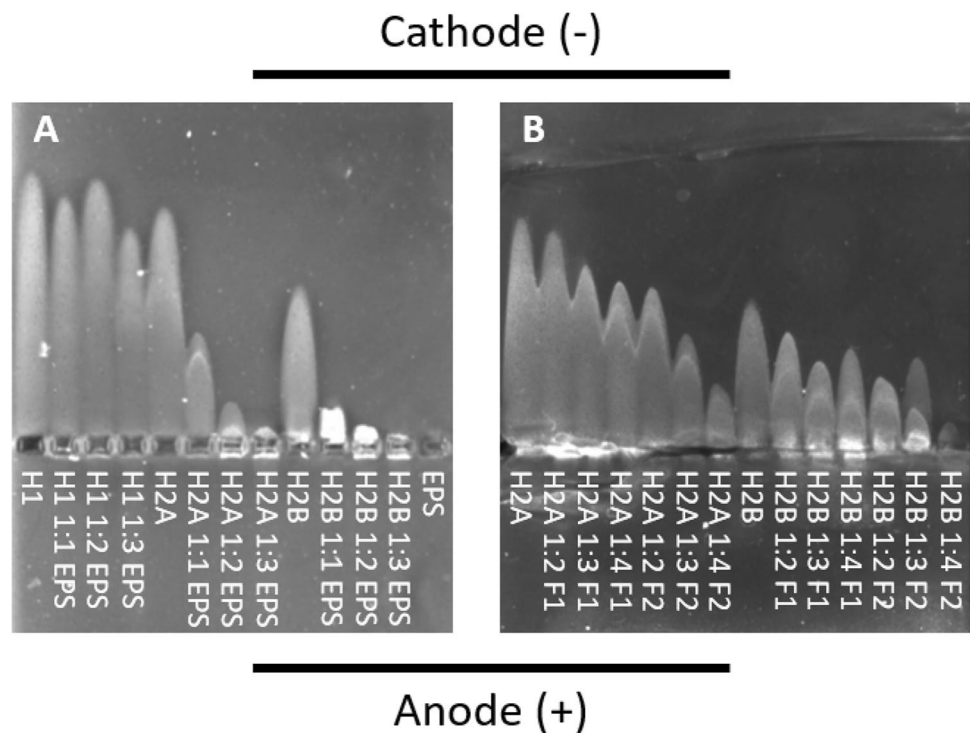 Cathode (-)
A
B
H1
H1 1:1 EPS
H1 1:2 EPS
H1 1:3 EPS
H2A
H2A 1:1 EPS
H2A 1:2 EPS
H2A 1:3 EPS
H2B
H2B 1:1 EPS
H2B 1:2 EPS
H2B 1:3 EPS
EPS
H2A
H2A 1:2 F1
H2A 1:3 F1
H2A 1:4 F1
H2A 1:2 F2
H2A 1:3 F2
H2A 1:4 F2
H2B
H2B 1:2 F1
H2B 1:3 F1
H2B 1:4 F1
H2B 1:2 F2
H2B 1:3 F2
H2B 1:4 F2
Anode (+)